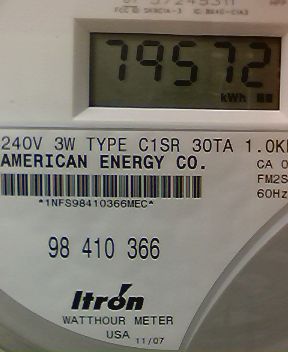 79572
kWh
240V 3W TYPE C1SR 30TA 1.0K
AMERICAN ENERGY CO.
CA 0
FM2S
60Hz
*1NFS98410366MEC*
98 410 366
Itron
WATTHOUR METER
USA 11/07